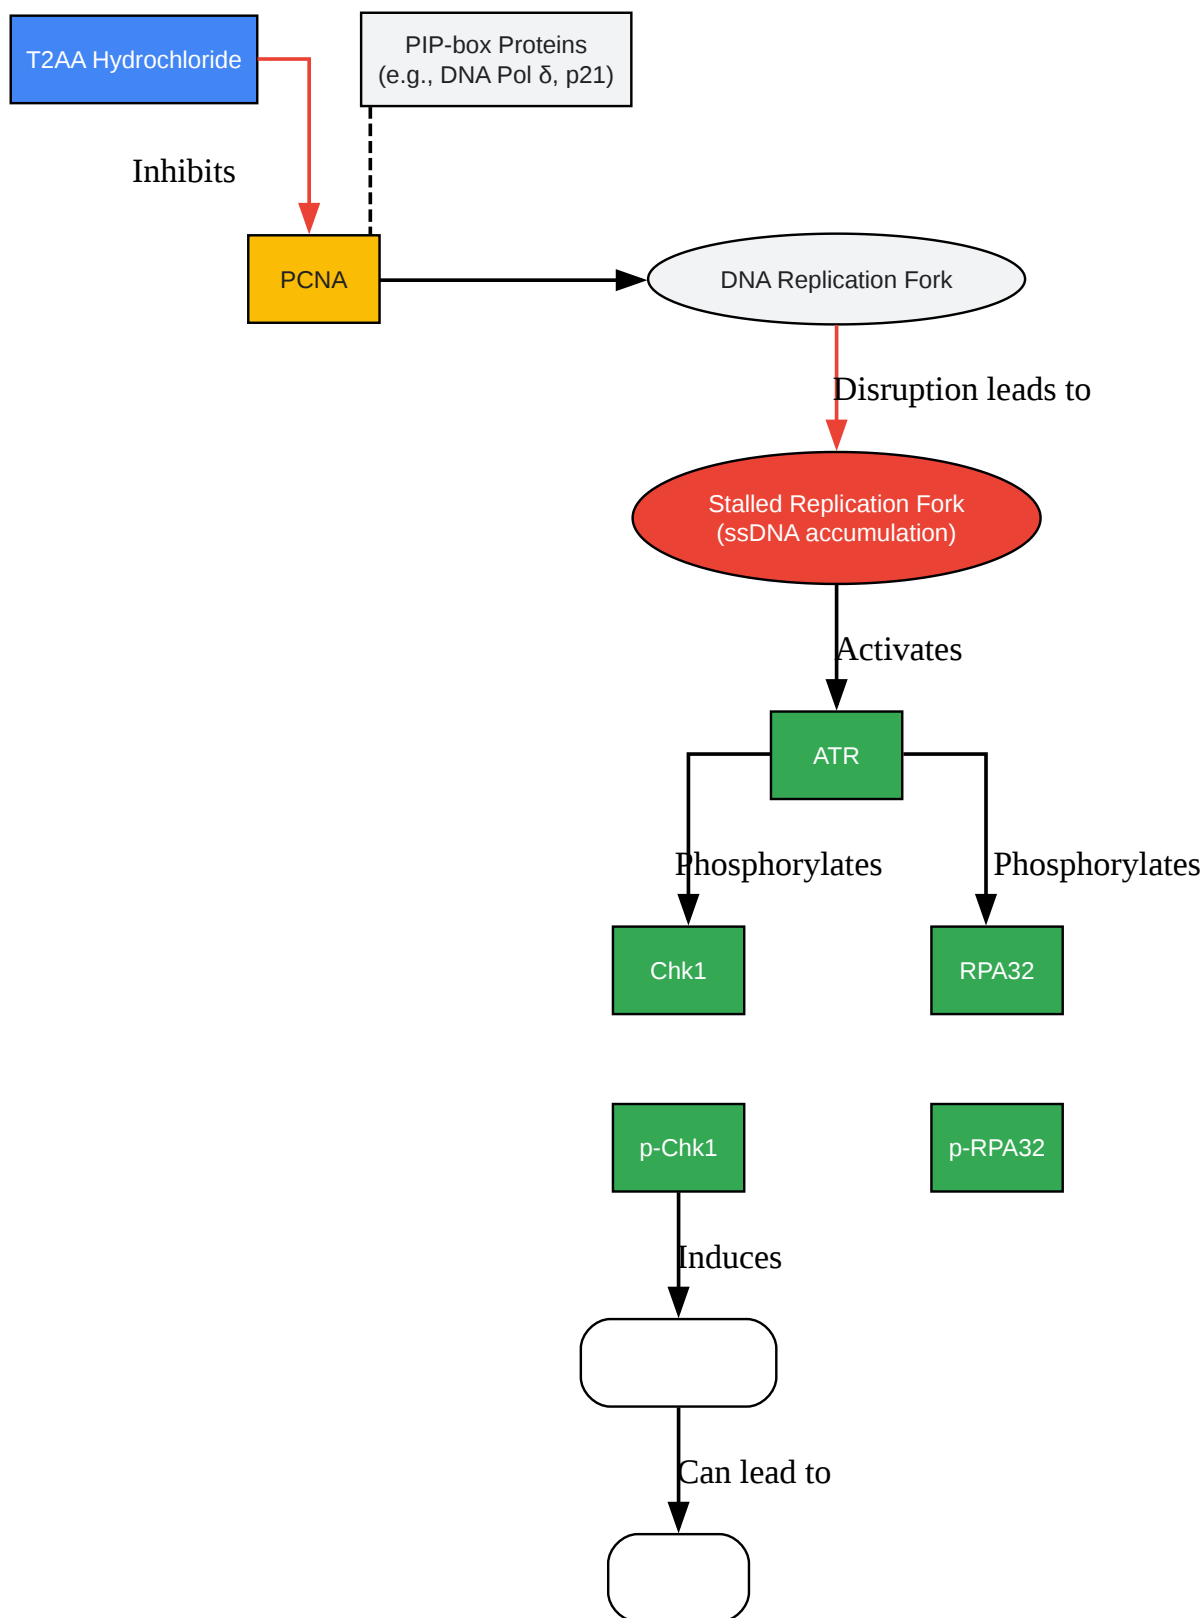 T2AA Hydrochloride
PIP-box Proteins
(e.g., DNA Pol δ, p21)
Inhibits
PCNA
DNA Replication Fork
Disruption leads to
Stalled Replication Fork
(ssDNA accumulation)
Activates
ATR
Phosphorylates
Phosphorylates
Chk1
RPA32
p-Chk1
p-RPA32
Induces
Can lead to